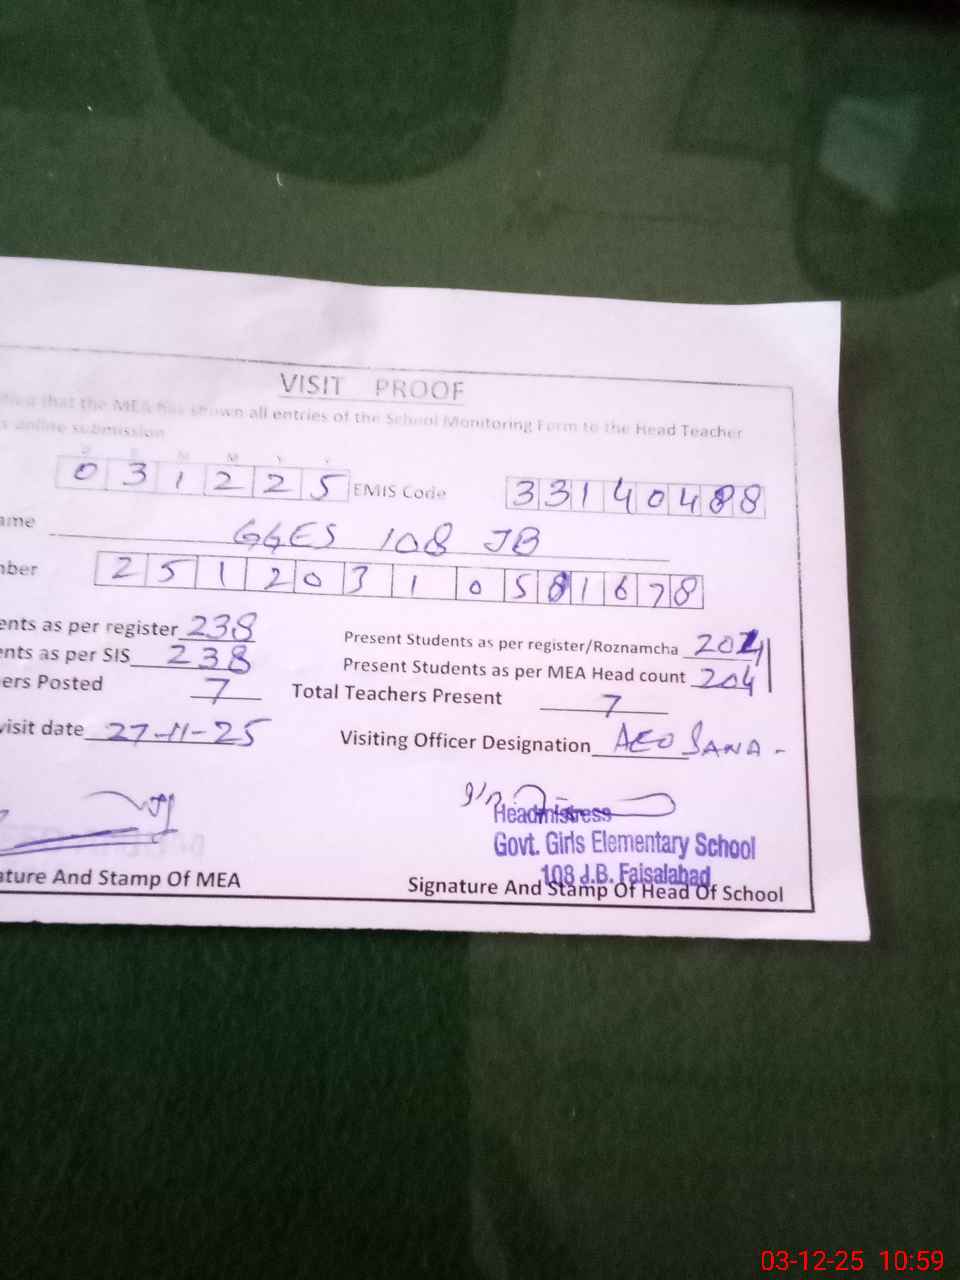 VISIT PROOF
that the MEA has shown all entries of the School Monitoring Form to the Head Teacher
online submission
D D M M Y Y
0 3 1 2 2 5 EMIS Code 3 3 1 4 0 4 8 8
ame GGES 108 JB
ber 2 5 1 2 0 3 1 0 5 8 1 6 7 8
ents as per register 238 Present Students as per register/Roznamcha 204
ents as per SIS 238 Present Students as per MEA Head count 204
ers Posted 7 Total Teachers Present 7
visit date 27-11-25 Visiting Officer Designation AEO SANA -
Headmistress
Govt. Girls Elementary School
108 J.B. Faisalabad
ature And Stamp Of MEA Signature And Stamp Of Head Of School
03-12-25 10:59